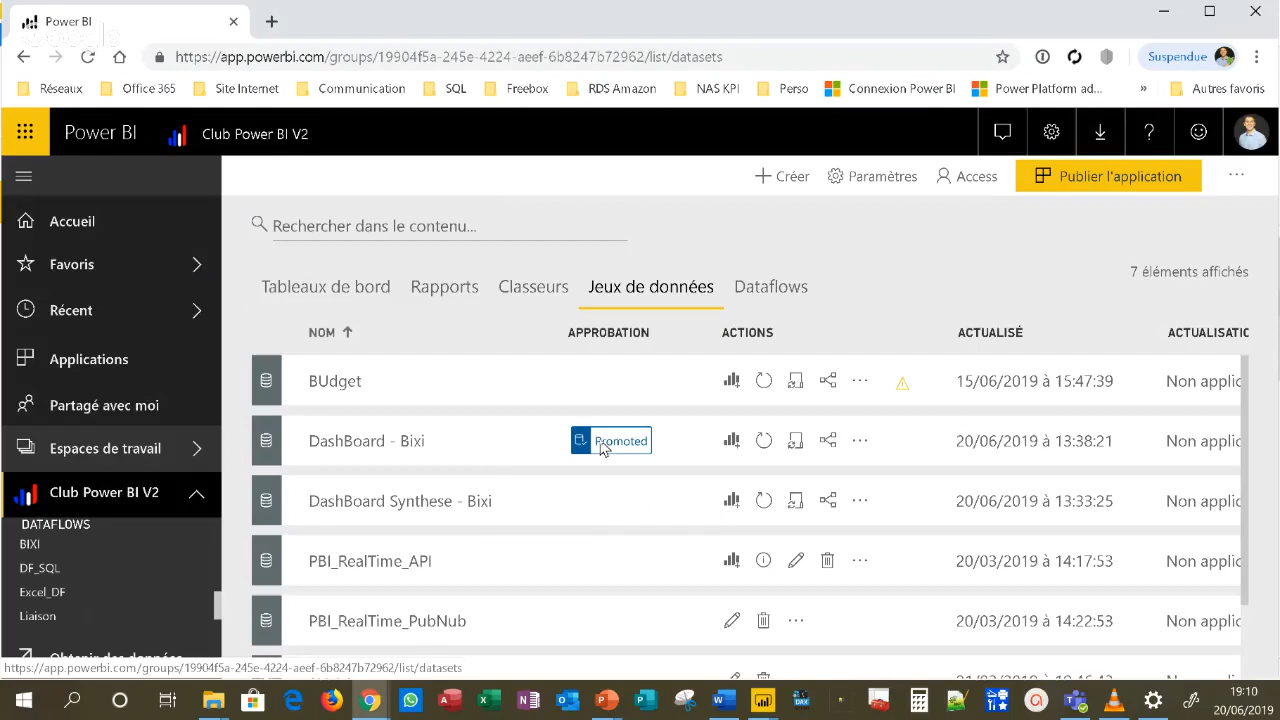 Power BI
https://app.powerbi.com/groups/19904f5a-245e-4224-aeef-6b8247b72962/list/datasets
Suspendue
Réseaux Office 365 Site Internet Communication SQL Freebox RDS Amazon NAS KPI Perso Connexion Power BI Power Platform ad... » Autres favoris
Power BI Club Power BI V2
Créer Paramètres Access Publier l'application ...
Accueil
Favoris
Récent
Applications
Partagé avec moi
Espaces de travail
Club Power BI V2
DATAFLOWS
BIXI
DF_SQL
Excel_DF
Liaison
Obtenir des données
Rechercher dans le contenu...
7 éléments affichés
Tableaux de bord Rapports Classeurs Jeux de données Dataflows
NOM APPROBATION ACTIONS ACTUALISÉ ACTUALISATIO
BUdget 15/06/2019 à 15:47:39 Non applic
DashBoard - Bixi Promoted 20/06/2019 à 13:38:21 Non applic
DashBoard Synthese - Bixi 20/06/2019 à 13:33:25 Non applic
PBI_RealTime_API 20/03/2019 à 14:17:53 Non applic
PBI_RealTime_PubNub 20/03/2019 à 14:22:53 Non applic
https://app.powerbi.com/groups/19904f5a-245e-4224-aeef-6b8247b72962/list/datasets
19:10
20/06/2019